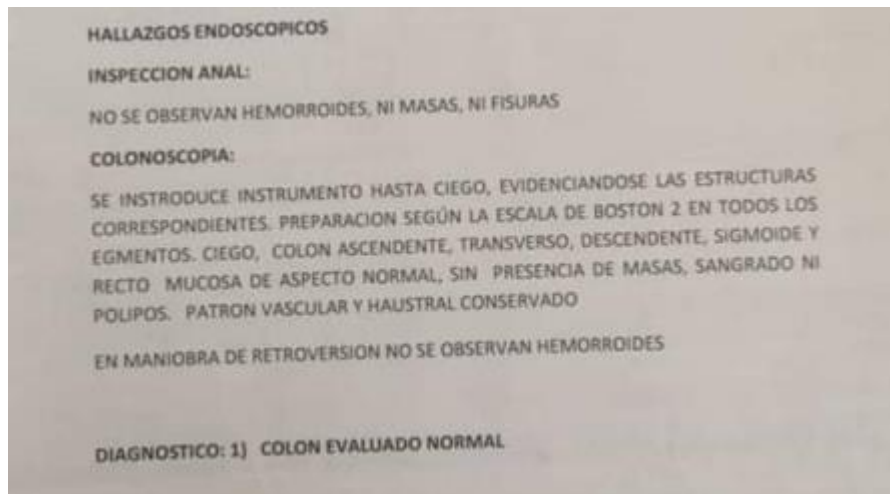 HALLAZGOS ENDOSCOPICOS
INSPECCION ANAL:
NO SE OBSERVAN HEMORROIDES, NI MASAS, NI FISURAS
COLONOSCOPIA:
SE INSTRODUCE INSTRUMENTO HASTA CIEGO, EVIDENCIANDOSE LAS ESTRUCTURAS
CORRESPONDIENTES. PREPARACION SEGÚN LA ESCALA DE BOSTON 2 EN TODOS LOS
EGMENTOS. CIEGO, COLON ASCENDENTE, TRANSVERSO, DESCENDENTE, SIGMOIDE Y
RECTO MUCOSA DE ASPECTO NORMAL, SIN PRESENCIA DE MASAS, SANGRADO NI
POLIPOS. PATRON VASCULAR Y HAUSTRAL CONSERVADO
EN MANIOBRA DE RETROVERSION NO SE OBSERVAN HEMORROIDES
DIAGNOSTICO: 1) COLON EVALUADO NORMAL